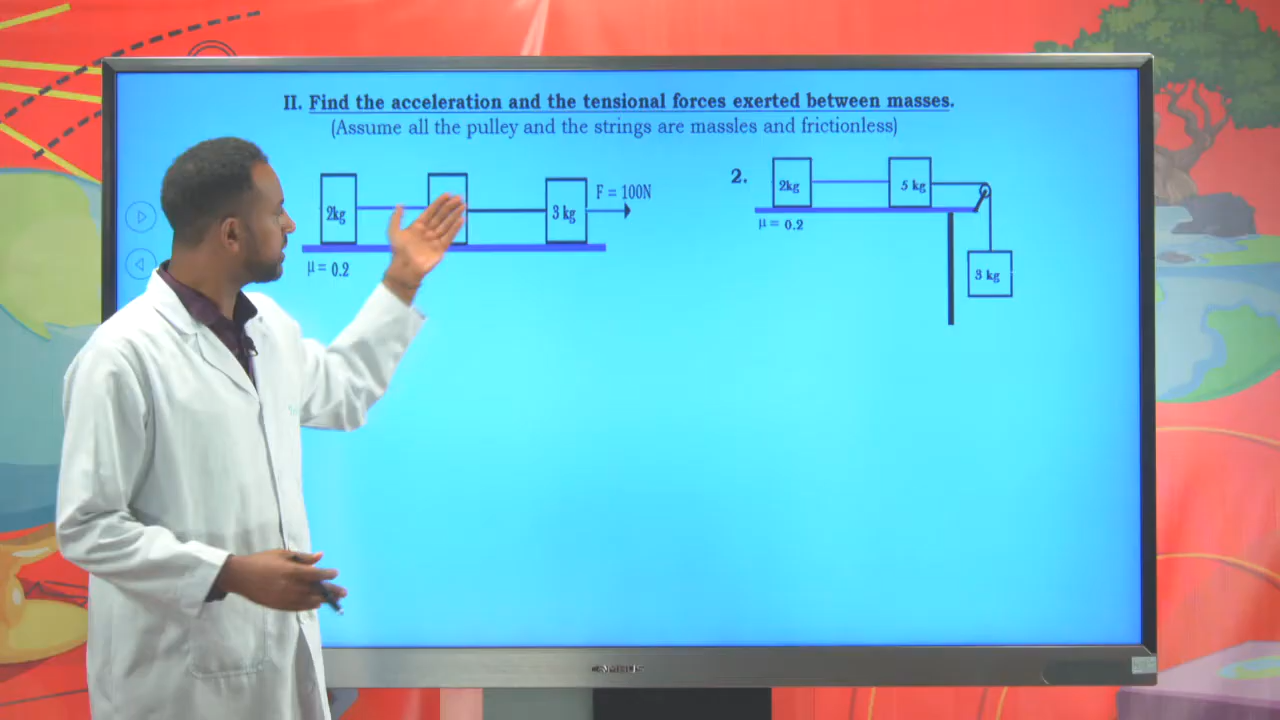 II. Find the acceleration and the tensional forces exerted between masses.
(Assume all the pulley and the strings are massles and frictionless)
2kg
3 kg
F = 100N
μ = 0.2
2.
2kg
5 kg
μ = 0.2
3 kg